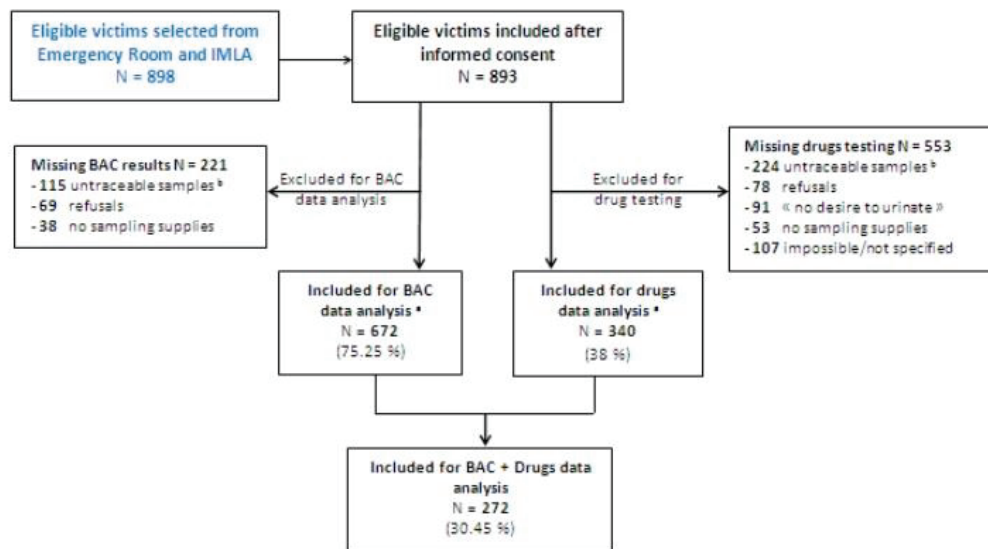 Eligible victims selected from
Emergency Room and IMLA
N = 898
Eligible victims included after
informed consent
N = 893
Missing BAC results N = 221
-115 untraceable samples ᵇ
-69 refusals
-38 no sampling supplies
Excluded for BAC
data analysis
Excluded for
drug testing
Missing drugs testing N = 553
-224 untraceable samples ᵇ
-78 refusals
-91 « no desire to urinate »
-53 no sampling supplies
-107 impossible/not specified
Included for BAC
data analysis ᵃ
N = 672
(75.25 %)
Included for drugs
data analysis ᵃ
N = 340
(38 %)
Included for BAC + Drugs data
analysis
N = 272
(30.45 %)